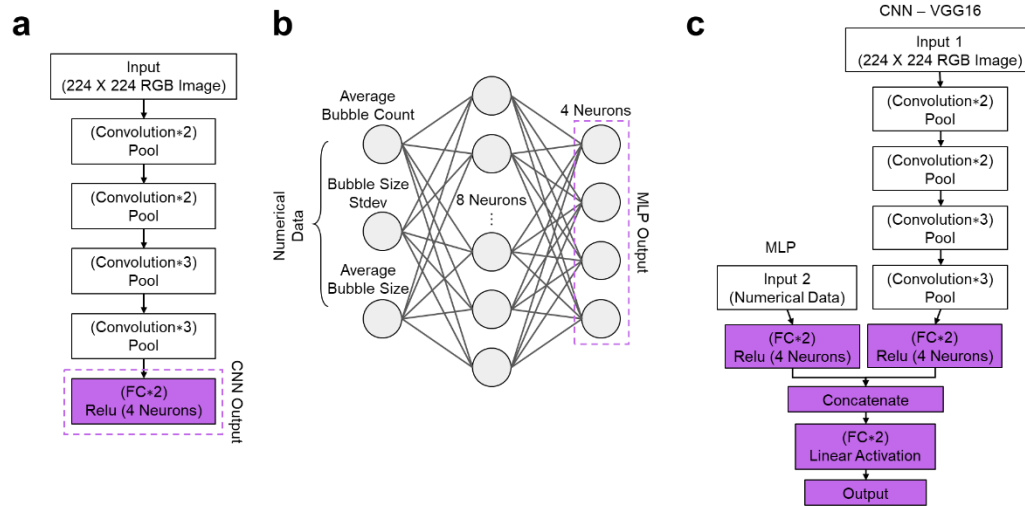 a
Input
(224 X 224 RGB Image)
(Convolution*2)
Pool
(Convolution*2)
Pool
(Convolution*3)
Pool
(Convolution*3)
Pool
(FC*2)
Relu (4 Neurons)
CNN Output
b
Numerical
Data
Average
Bubble Count
Bubble Size
Stdev
Average
Bubble Size
8 Neurons
...
4 Neurons
MLP Output
c
CNN – VGG16
Input 1
(224 X 224 RGB Image)
(Convolution*2)
Pool
(Convolution*2)
Pool
(Convolution*3)
Pool
(Convolution*3)
Pool
MLP
Input 2
(Numerical Data)
(FC*2)
Relu (4 Neurons)
(FC*2)
Relu (4 Neurons)
Concatenate
(FC*2)
Linear Activation
Output